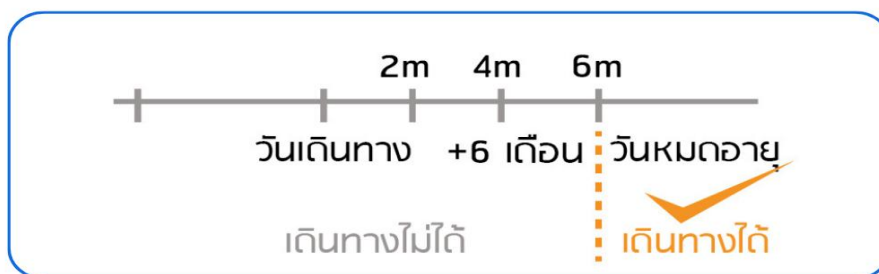 2m 4m 6m
วันเดินทาง +6 เดือน วันหมดอายุ
เดินทางไม่ได้ เดินทางได้